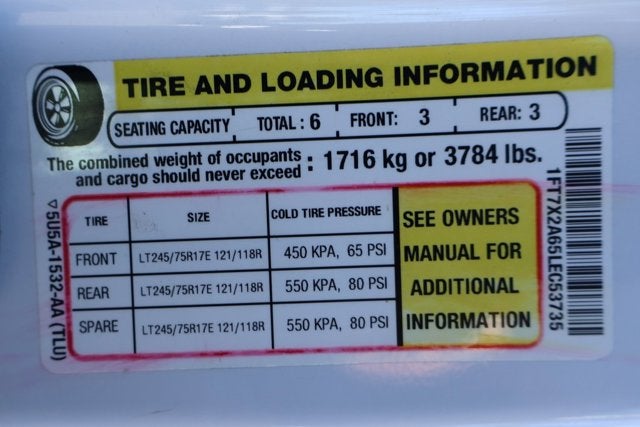 TIRE AND LOADING INFORMATION
SEATING CAPACITY TOTAL : 6 FRONT: 3 REAR: 3
The combined weight of occupants
and cargo should never exceed : 1716 kg or 3784 lbs.
TIRE SIZE COLD TIRE PRESSURE
FRONT LT245/75R17E 121/118R 450 KPA, 65 PSI
REAR LT245/75R17E 121/118R 550 KPA, 80 PSI
SPARE LT245/75R17E 121/118R 550 KPA, 80 PSI
SEE OWNERS
MANUAL FOR
ADDITIONAL
INFORMATION
5U5A-1532-AA (TLU)
1FT7X2A65LEC53735